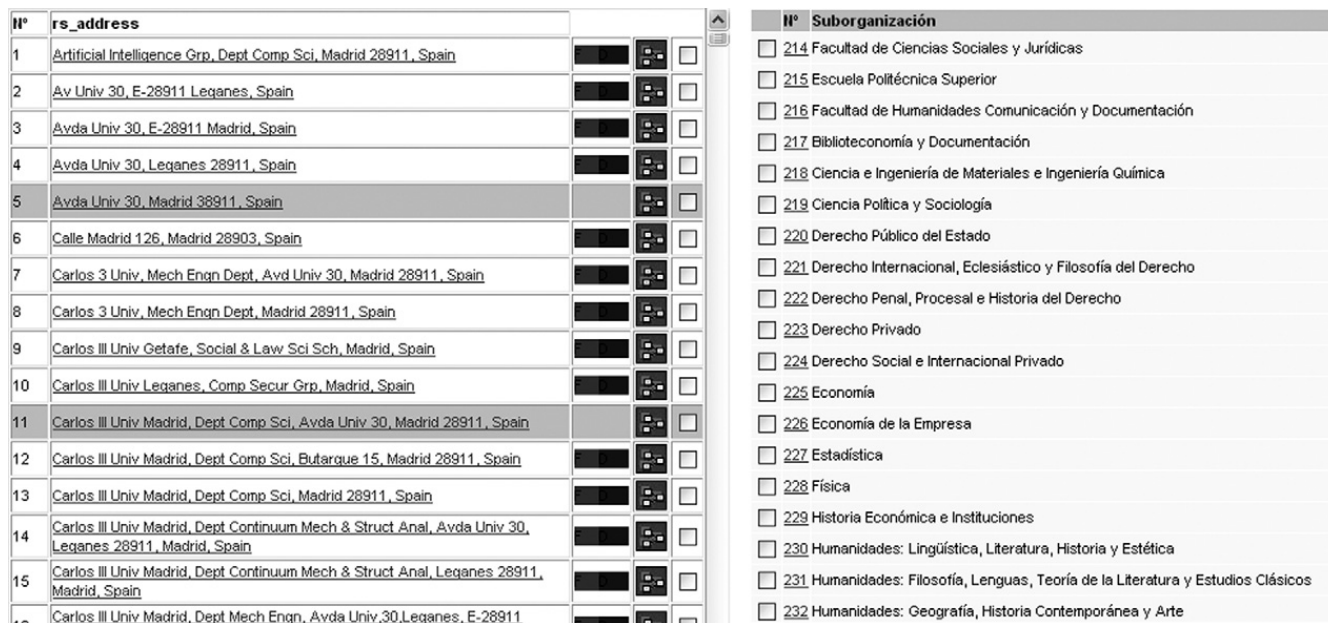 Nº rs_address
1 Artificial Intelligence Grp, Dept Comp Sci, Madrid 28911, Spain
2 Av Univ 30, E-28911 Leganes, Spain
3 Avda Univ 30, E-28911 Madrid, Spain
4 Avda Univ 30, Leganes 28911, Spain
5 Avda Univ 30, Madrid 38911, Spain
6 Calle Madrid 126, Madrid 28903, Spain
7 Carlos 3 Univ, Mech Engn Dept, Avd Univ 30, Madrid 28911, Spain
8 Carlos 3 Univ, Mech Engn Dept, Madrid 28911, Spain
9 Carlos III Univ Getafe, Social & Law Sci Sch, Madrid, Spain
10 Carlos III Univ Leganes, Comp Secur Grp, Madrid, Spain
11 Carlos III Univ Madrid, Dept Comp Sci, Avda Univ 30, Madrid 28911, Spain
12 Carlos III Univ Madrid, Dept Comp Sci, Butarque 15, Madrid 28911, Spain
13 Carlos III Univ Madrid, Dept Comp Sci, Madrid 28911, Spain
14 Carlos III Univ Madrid, Dept Continuum Mech & Struct Anal, Avda Univ 30,
Leganes 28911, Madrid, Spain
15 Carlos III Univ Madrid, Dept Continuum Mech & Struct Anal, Leganes 28911,
Madrid, Spain
Carlos III Univ Madrid, Dept Mech Engn, Avda Univ,30,Leganes, E-28911
Nº Suborganización
214 Facultad de Ciencias Sociales y Jurídicas
215 Escuela Politécnica Superior
216 Facultad de Humanidades Comunicación y Documentación
217 Biblioteconomía y Documentación
218 Ciencia e Ingeniería de Materiales e Ingeniería Química
219 Ciencia Política y Sociología
220 Derecho Público del Estado
221 Derecho Internacional, Eclesiástico y Filosofía del Derecho
222 Derecho Penal, Procesal e Historia del Derecho
223 Derecho Privado
224 Derecho Social e Internacional Privado
225 Economía
226 Economía de la Empresa
227 Estadística
228 Física
229 Historia Económica e Instituciones
230 Humanidades: Lingüística, Literatura, Historia y Estética
231 Humanidades: Filosofía, Lenguas, Teoría de la Literatura y Estudios Clásicos
232 Humanidades: Geografía, Historia Contemporánea y Arte